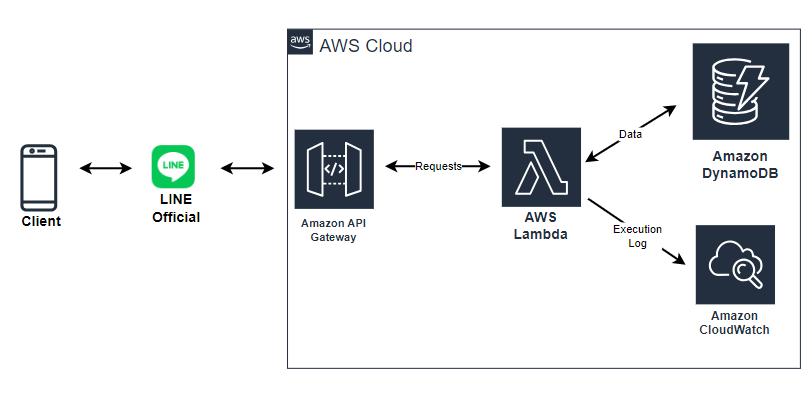 aws
AWS Cloud
Client
LINE
LINE
Official
Amazon API
Gateway
Requests
AWS
Lambda
Data
Amazon
DynamoDB
Execution
Log
Amazon
CloudWatch